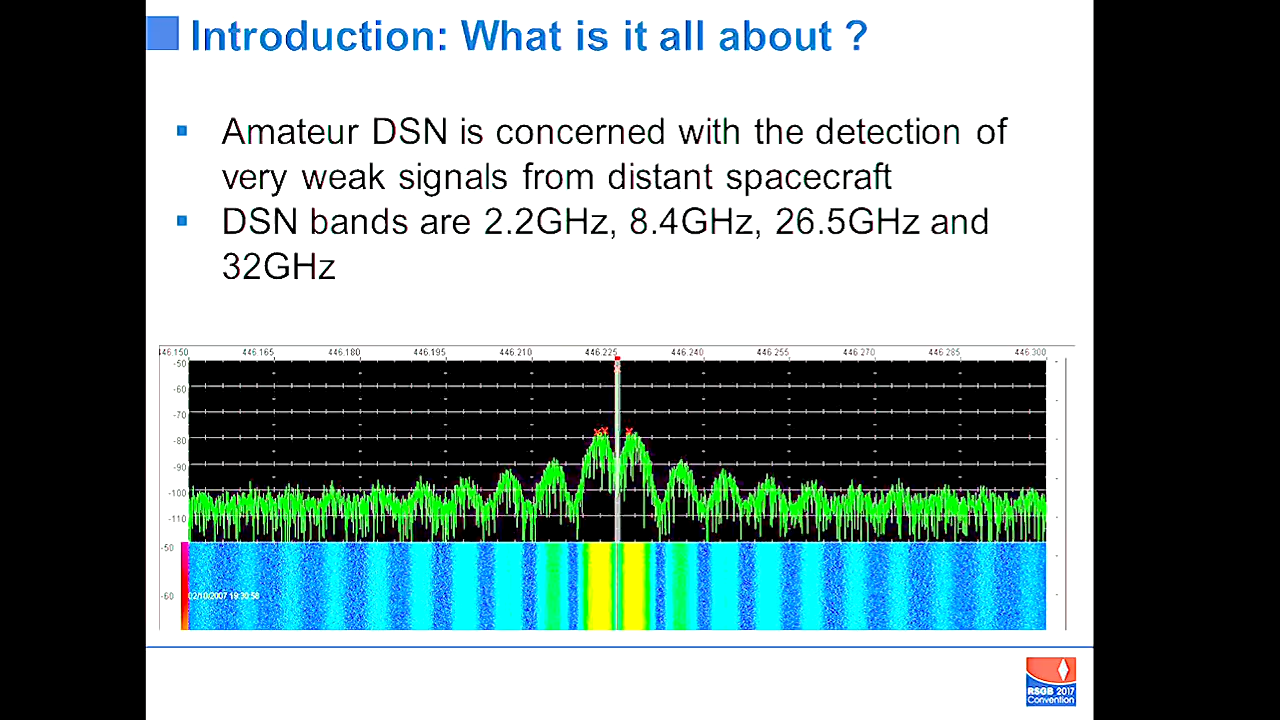 Introduction: What is it all about ?
Amateur DSN is concerned with the detection of
very weak signals from distant spacecraft
DSN bands are 2.2GHz, 8.4GHz, 26.5GHz and
32GHz
446.150 446.165 446.180 446.195 446.210 446.225 446.240 446.255 446.270 446.285 446.300
-50
-60
-70
-80
-90
-100
-110
-50
-60
02/10/2007 19:30:58
RSGB 2017
Convention